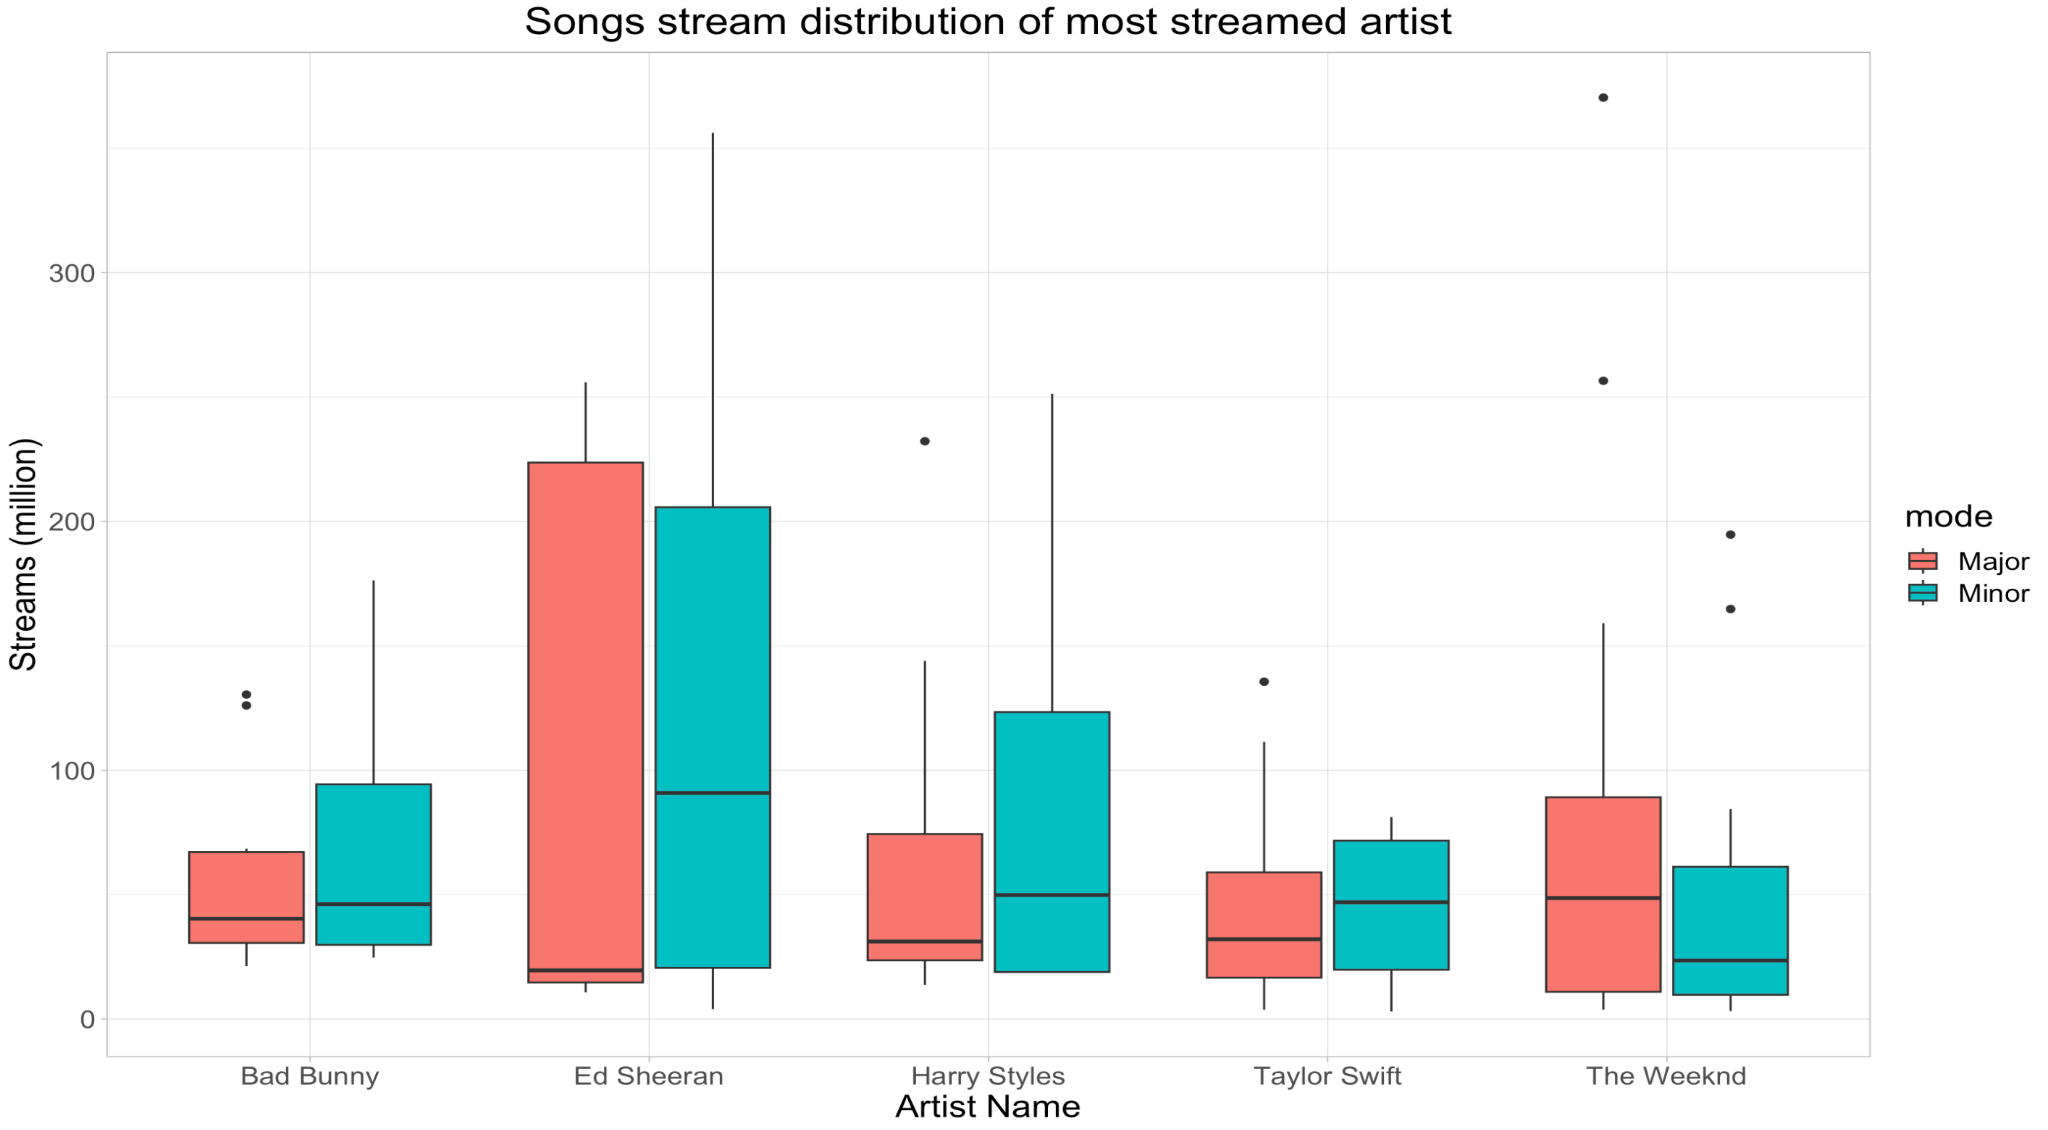 Songs stream distribution of most streamed artist
Streams (million)
300
200
100
0
Bad Bunny
Ed Sheeran
Harry Styles
Taylor Swift
The Weeknd
Artist Name
mode
Major
Minor